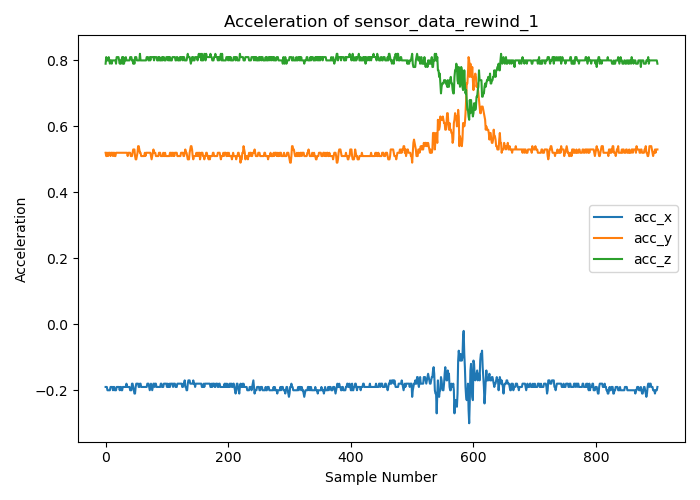 Acceleration of sensor_data_rewind_1
Acceleration
0.8
0.6
0.4
0.2
0.0
−0.2
acc_x
acc_y
acc_z
0 200 400 600 800
Sample Number